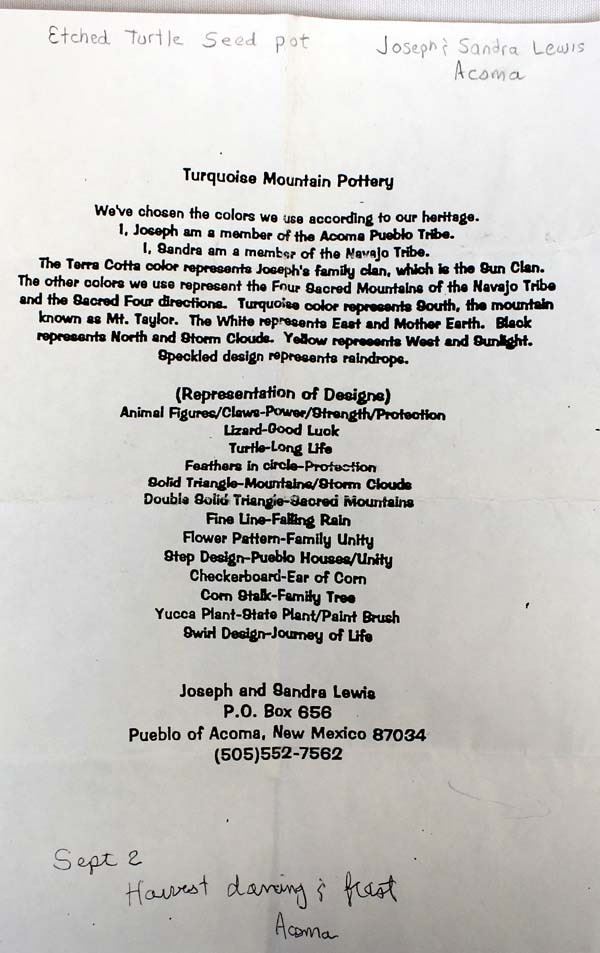 Etched Turtle Seed pot
Joseph & Sandra Lewis
Acoma
Turquoise Mountain Pottery
We've chosen the colors we use according to our heritage.
I, Joseph am a member of the Acoma Pueblo Tribe.
I, Sandra am a member of the Navajo Tribe.
The Terra Cotta color represents Joseph's family clan, which is the Sun Clan.
The other colors we use represent the Four Sacred Mountains of the Navajo Tribe
and the Sacred Four directions. Turquoise color represents South, the mountain
known as Mt. Taylor. The White represents East and Mother Earth. Black
represents North and Storm Clouds. Yellow represents West and Sunlight.
Speckled design represents raindrops.
(Representation of Designs)
Animal Figures/Claws-Power/Strength/Protection
Lizard-Good Luck
Turtle-Long Life
Feathers in circle-Protection
Solid Triangle-Mountains/Storm Clouds
Double Solid Triangle-Sacred Mountains
Fine Line-Falling Rain
Flower Pattern-Family Unity
Step Design-Pueblo Houses/Unity
Checkerboard-Ear of Corn
Corn Stalk-Family Tree
Yucca Plant-State Plant/Paint Brush
Swirl Design-Journey of Life
Joseph and Sandra Lewis
P.O. Box 656
Pueblo of Acoma, New Mexico 87034
(505)552-7562
Sept 2
Harvest dancing & feast
Acoma